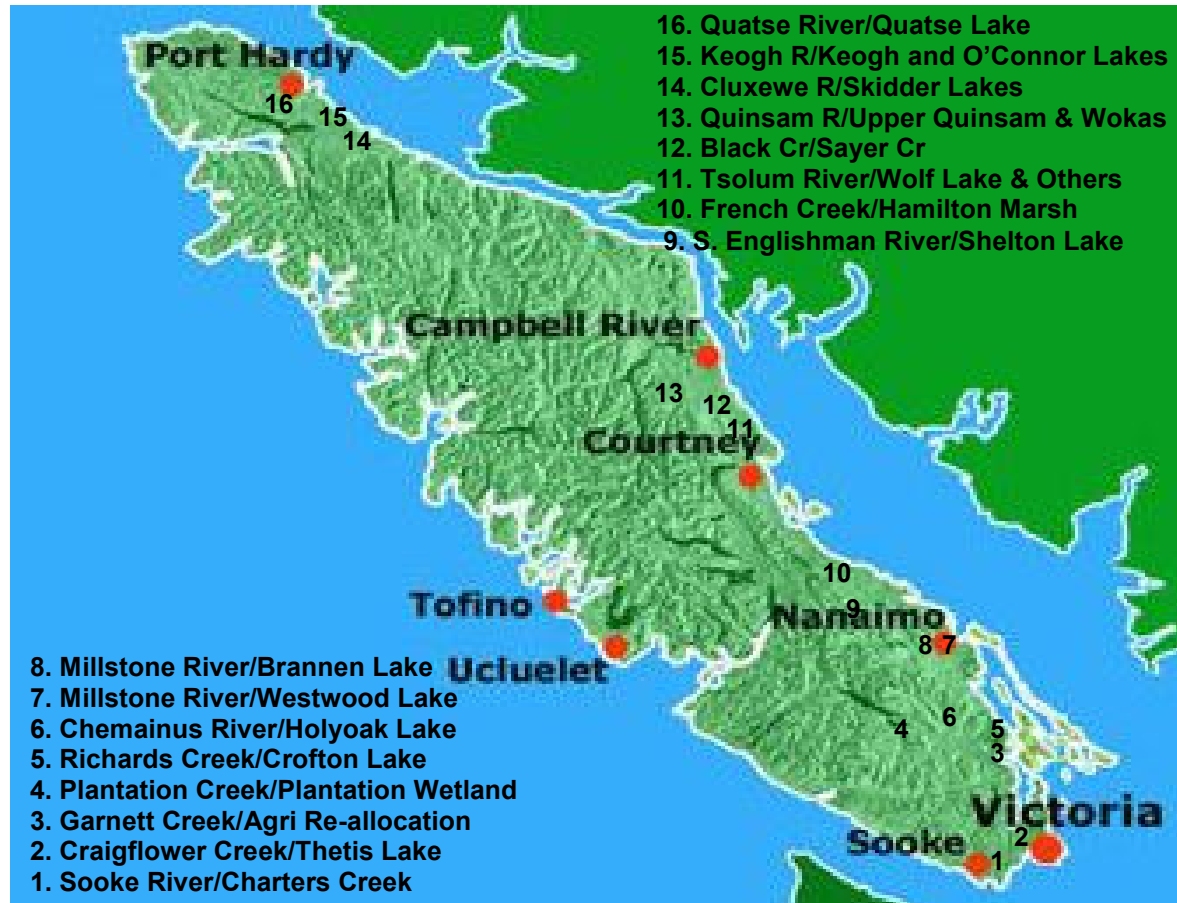 16. Quatse River/Quatse Lake
15. Keogh R/Keogh and O’Connor Lakes
14. Cluxewe R/Skidder Lakes
13. Quinsam R/Upper Quinsam & Wokas
12. Black Cr/Sayer Cr
11. Tsolum River/Wolf Lake & Others
10. French Creek/Hamilton Marsh
9. S. Englishman River/Shelton Lake
Port Hardy
16
15
14
Campbell River
13
12
11
Courtney
10
Tofino
9
Nanaimo
8 7
Ucluelet
6
4
5
3
Victoria
Sooke
2
1
8. Millstone River/Brannen Lake
7. Millstone River/Westwood Lake
6. Chemainus River/Holyoak Lake
5. Richards Creek/Crofton Lake
4. Plantation Creek/Plantation Wetland
3. Garnett Creek/Agri Re-allocation
2. Craigflower Creek/Thetis Lake
1. Sooke River/Charters Creek